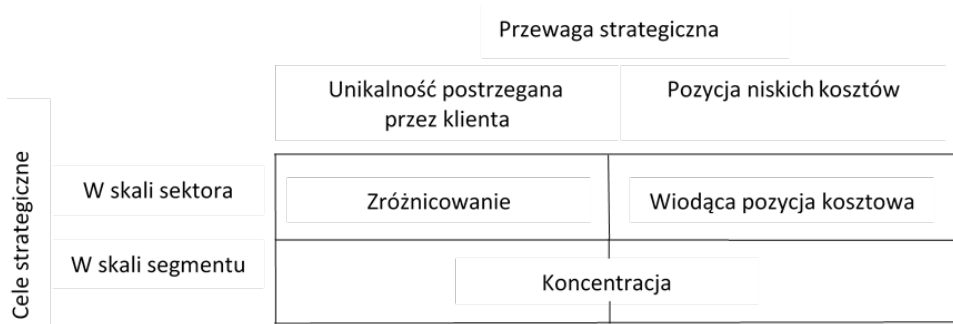 Przewaga strategiczna
Unikalność postrzegana
przez klienta
Pozycja niskich kosztów
Cele strategiczne
W skali sektora
Zróżnicowanie
Wiodąca pozycja kosztowa
W skali segmentu
Koncentracja